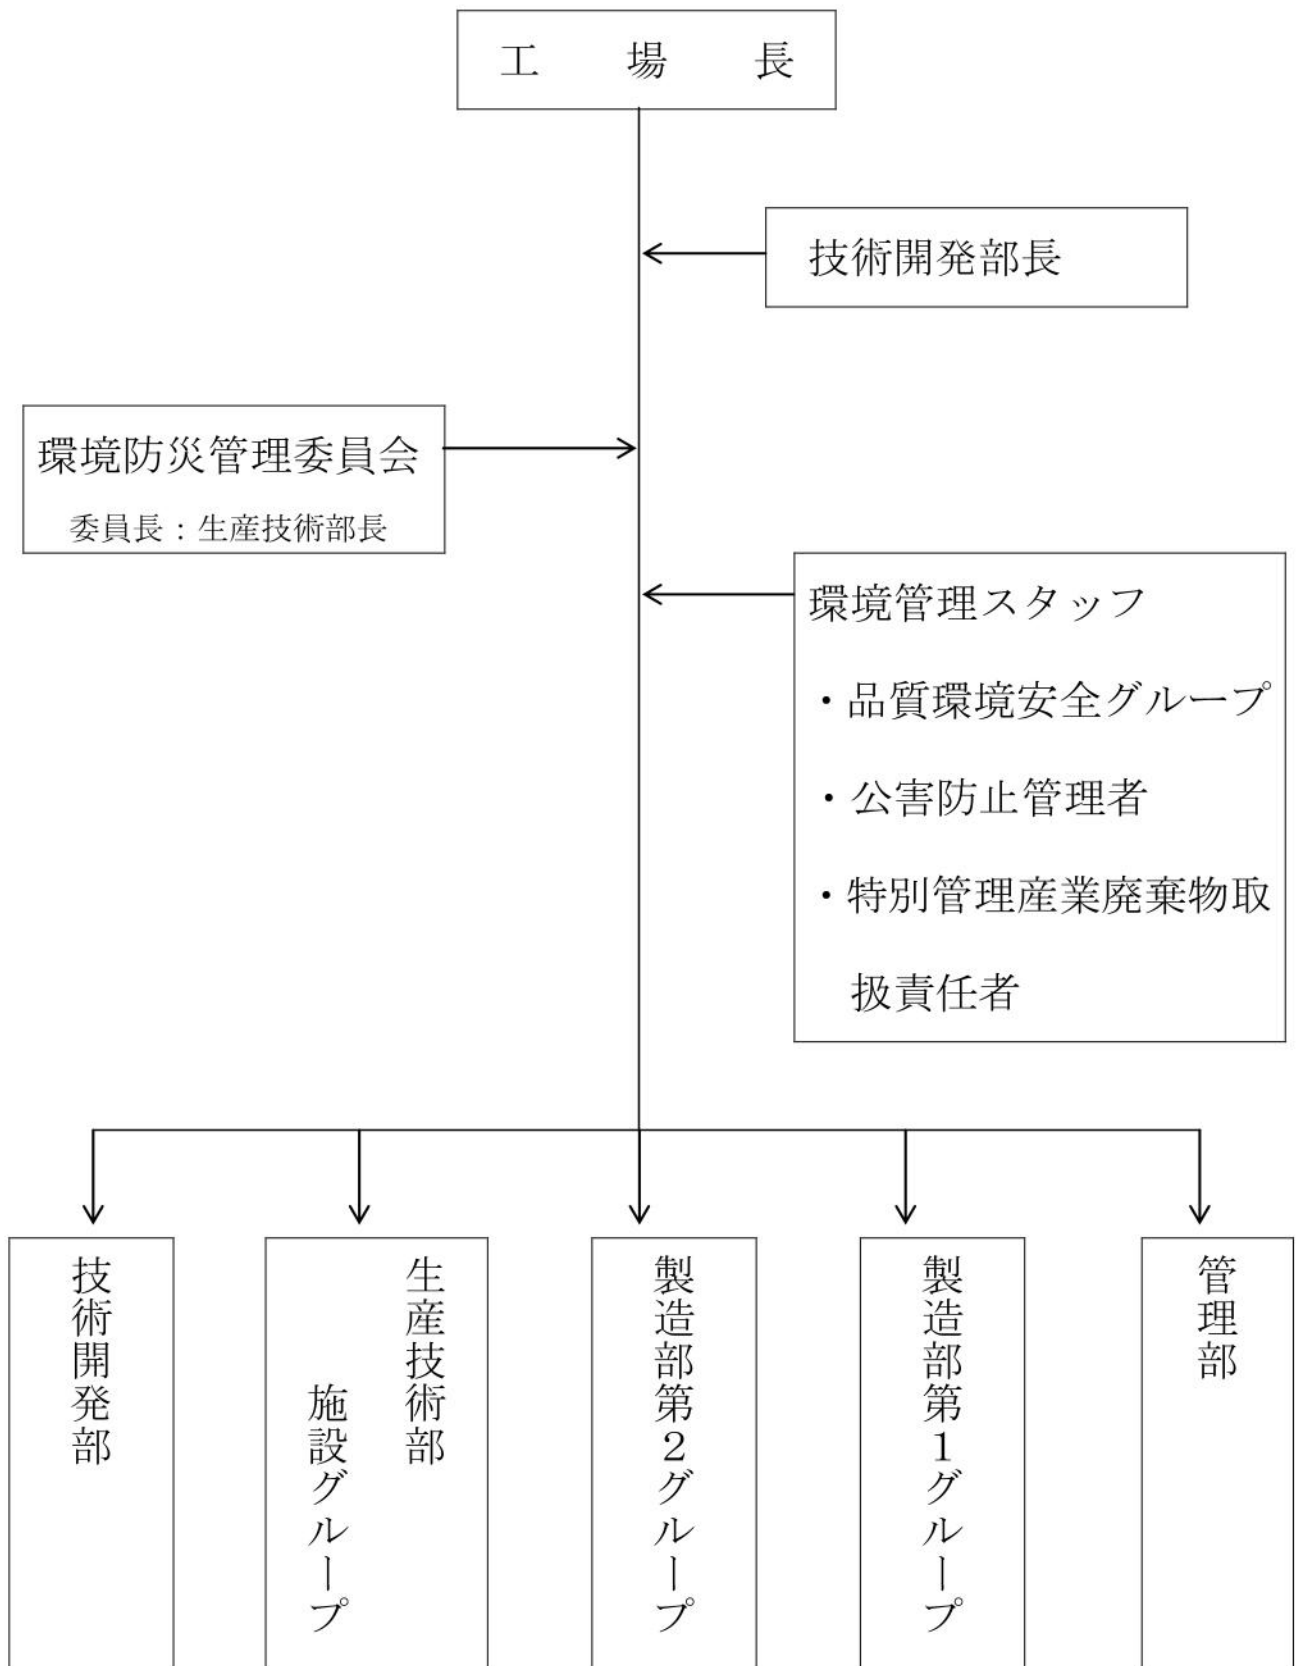 工場長
技術開発部長
環境防災管理委員会
委員長：生産技術部長
環境管理スタッフ
・品質環境安全グループ
・公害防止管理者
・特別管理産業廃棄物取
扱責任者
管理部
製造部第1グループ
製造部第2グループ
生産技術部
施設グループ
技術開発部